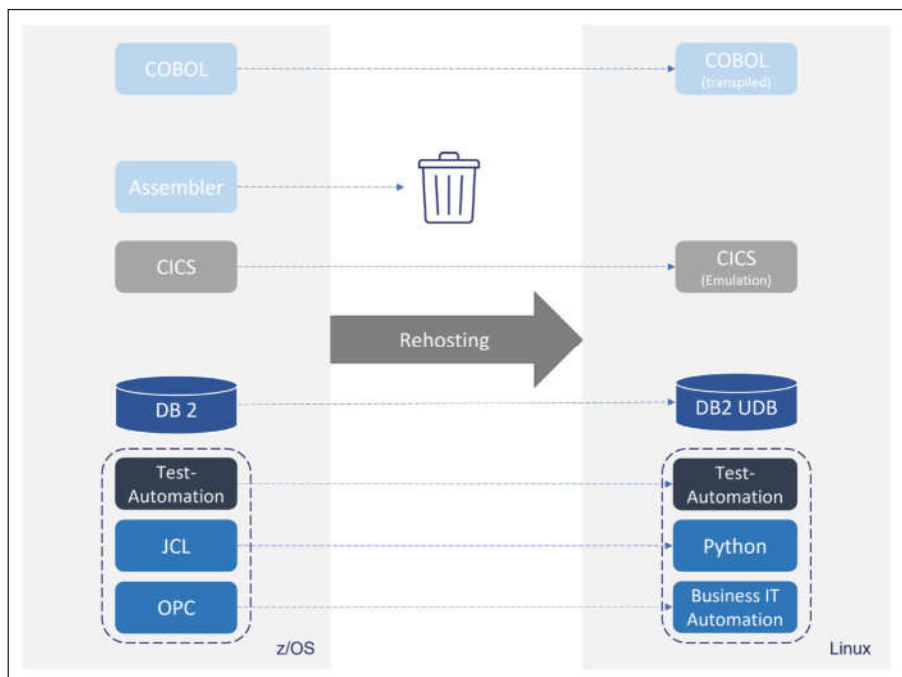 COBOL
COBOL
(transpiled)
Assembler
CICS
CICS
(Emulation)
Rehosting
DB 2
DB2 UDB
Test-
Automation
Test-
Automation
JCL
Python
OPC
Business IT
Automation
z/OS
Linux